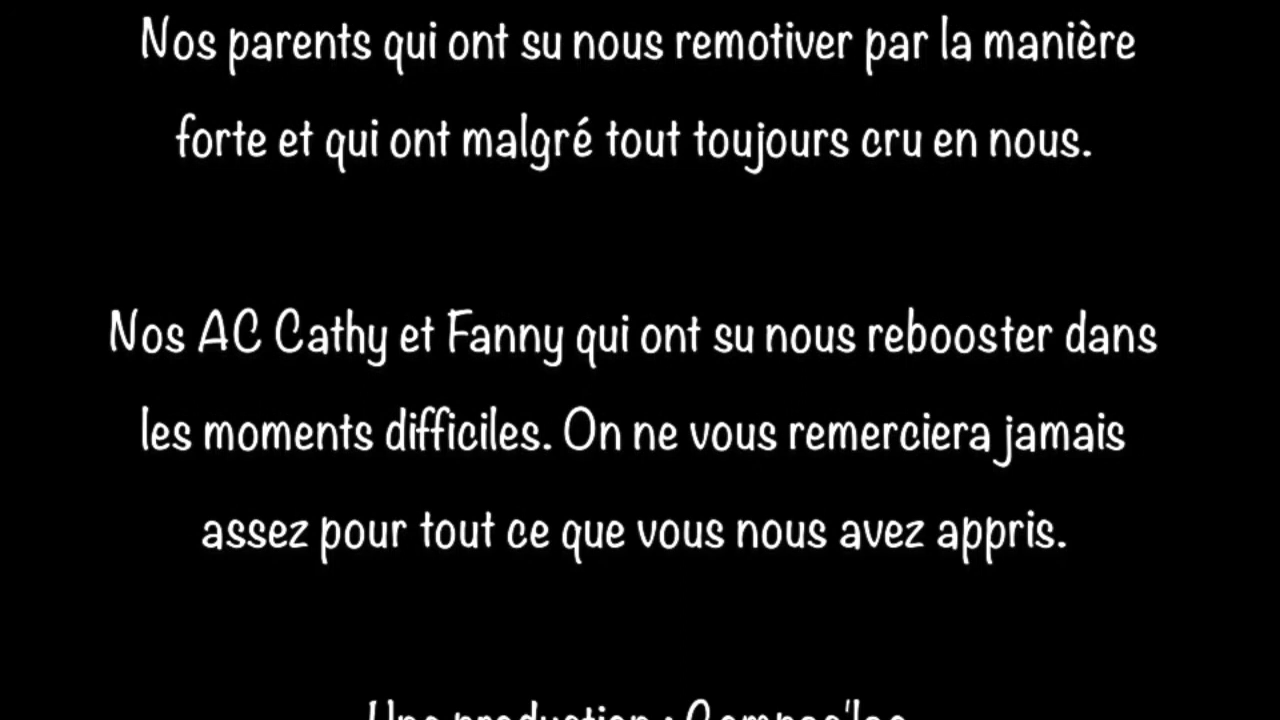 Nos parents qui ont su nous remotiver par la manière
forte et qui ont malgré tout toujours cru en nous.
Nos AC Cathy et Fanny qui ont su nous rebooster dans
les moments difficiles. On ne vous remerciera jamais
assez pour tout ce que vous nous avez appris.
Une production :